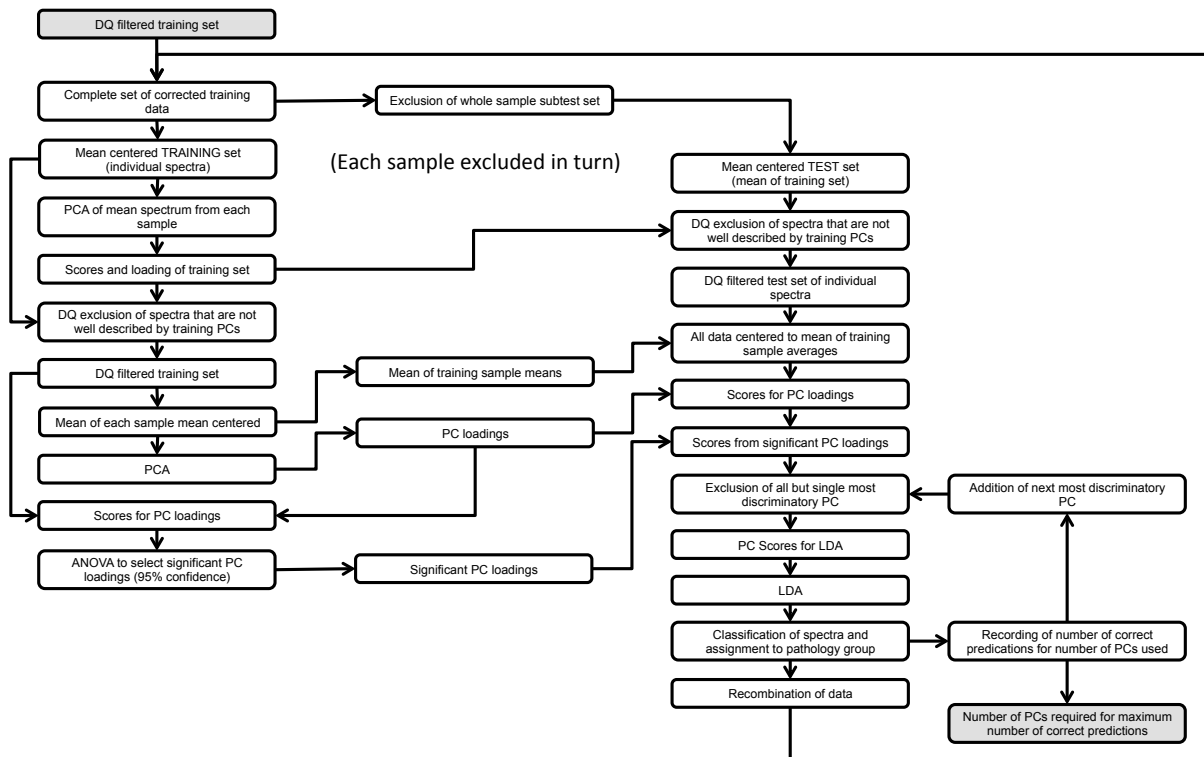 DQ filtered training set
Complete set of corrected training
data
Exclusion of whole sample subtest set
Mean centered TRAINING set
(individual spectra)
(Each sample excluded in turn)
Mean centered TEST set
(mean of training set)
PCA of mean spectrum from each
sample
DQ exclusion of spectra that are not
well described by training PCs
Scores and loading of training set
DQ filtered test set of individual
spectra
DQ exclusion of spectra that are not
well described by training PCs
All data centered to mean of training
sample averages
DQ filtered training set
Mean of training sample means
Scores for PC loadings
Mean of each sample mean centered
PC loadings
Scores from significant PC loadings
PCA
Exclusion of all but single most
discriminatory PC
Addition of next most discriminatory
PC
Scores for PC loadings
PC Scores for LDA
ANOVA to select significant PC
loadings (95% confidence)
Significant PC loadings
LDA
Classification of spectra and
assignment to pathology group
Recording of number of correct
predications for number of PCs used
Recombination of data
Number of PCs required for maximum
number of correct predictions